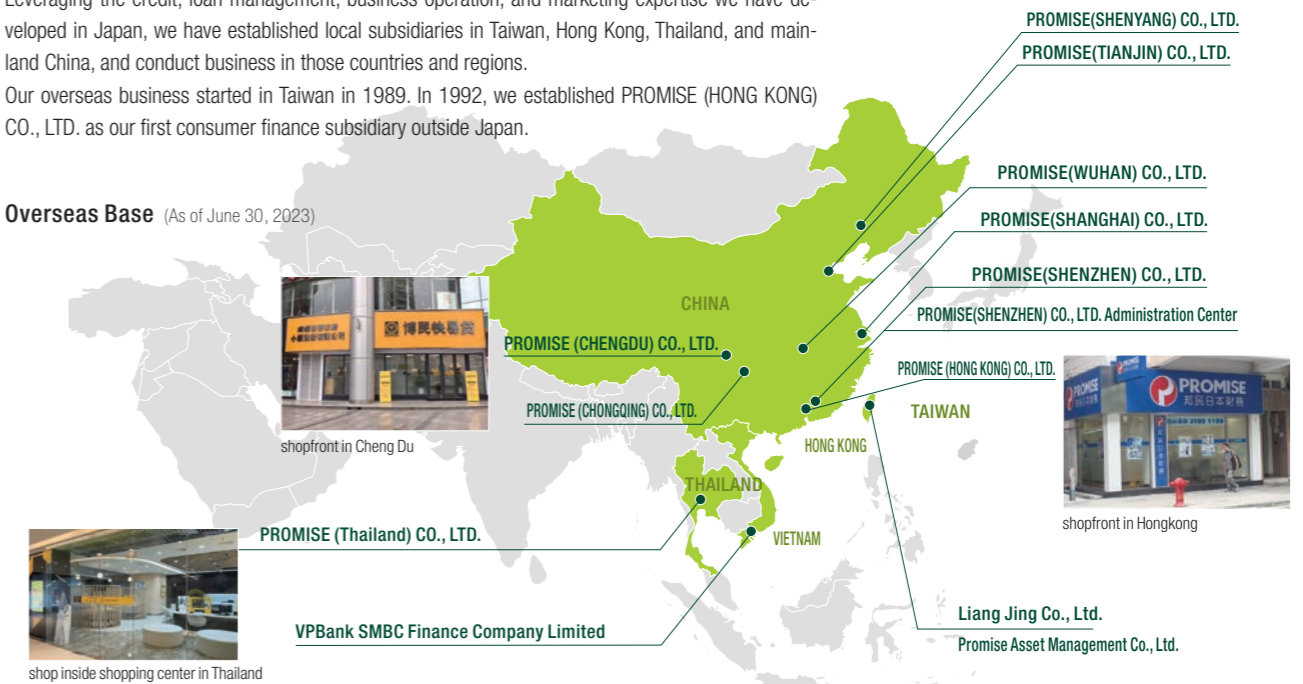 Leveraging the credit, loan management, business operation, and marketing expertise we have de-
veloped in Japan, we have established local subsidiaries in Taiwan, Hong Kong, Thailand, and main-
land China, and conduct business in those countries and regions.
Our overseas business started in Taiwan in 1989. In 1992, we established PROMISE (HONG KONG)
CO., LTD. as our first consumer finance subsidiary outside Japan.
Overseas Base (As of June 30, 2023)
PROMISE(SHENYANG) CO., LTD.
PROMISE(TIANJIN) CO., LTD.
PROMISE(WUHAN) CO., LTD.
PROMISE(SHANGHAI) CO., LTD.
PROMISE(SHENZHEN) CO., LTD.
PROMISE(SHENZHEN) CO., LTD. Administration Center
CHINA
PROMISE (CHENGDU) CO., LTD.
PROMISE (HONG KONG) CO., LTD.
PROMISE (CHONGQING) CO., LTD.
TAIWAN
HONG KONG
shopfront in Cheng Du
PROMISE
PROMISE
邦民日本財務
shopfront in Hongkong
THAILAND
VIETNAM
PROMISE (Thailand) CO., LTD.
VPBank SMBC Finance Company Limited
Liang Jing Co., Ltd.
Promise Asset Management Co., Ltd.
shop inside shopping center in Thailand